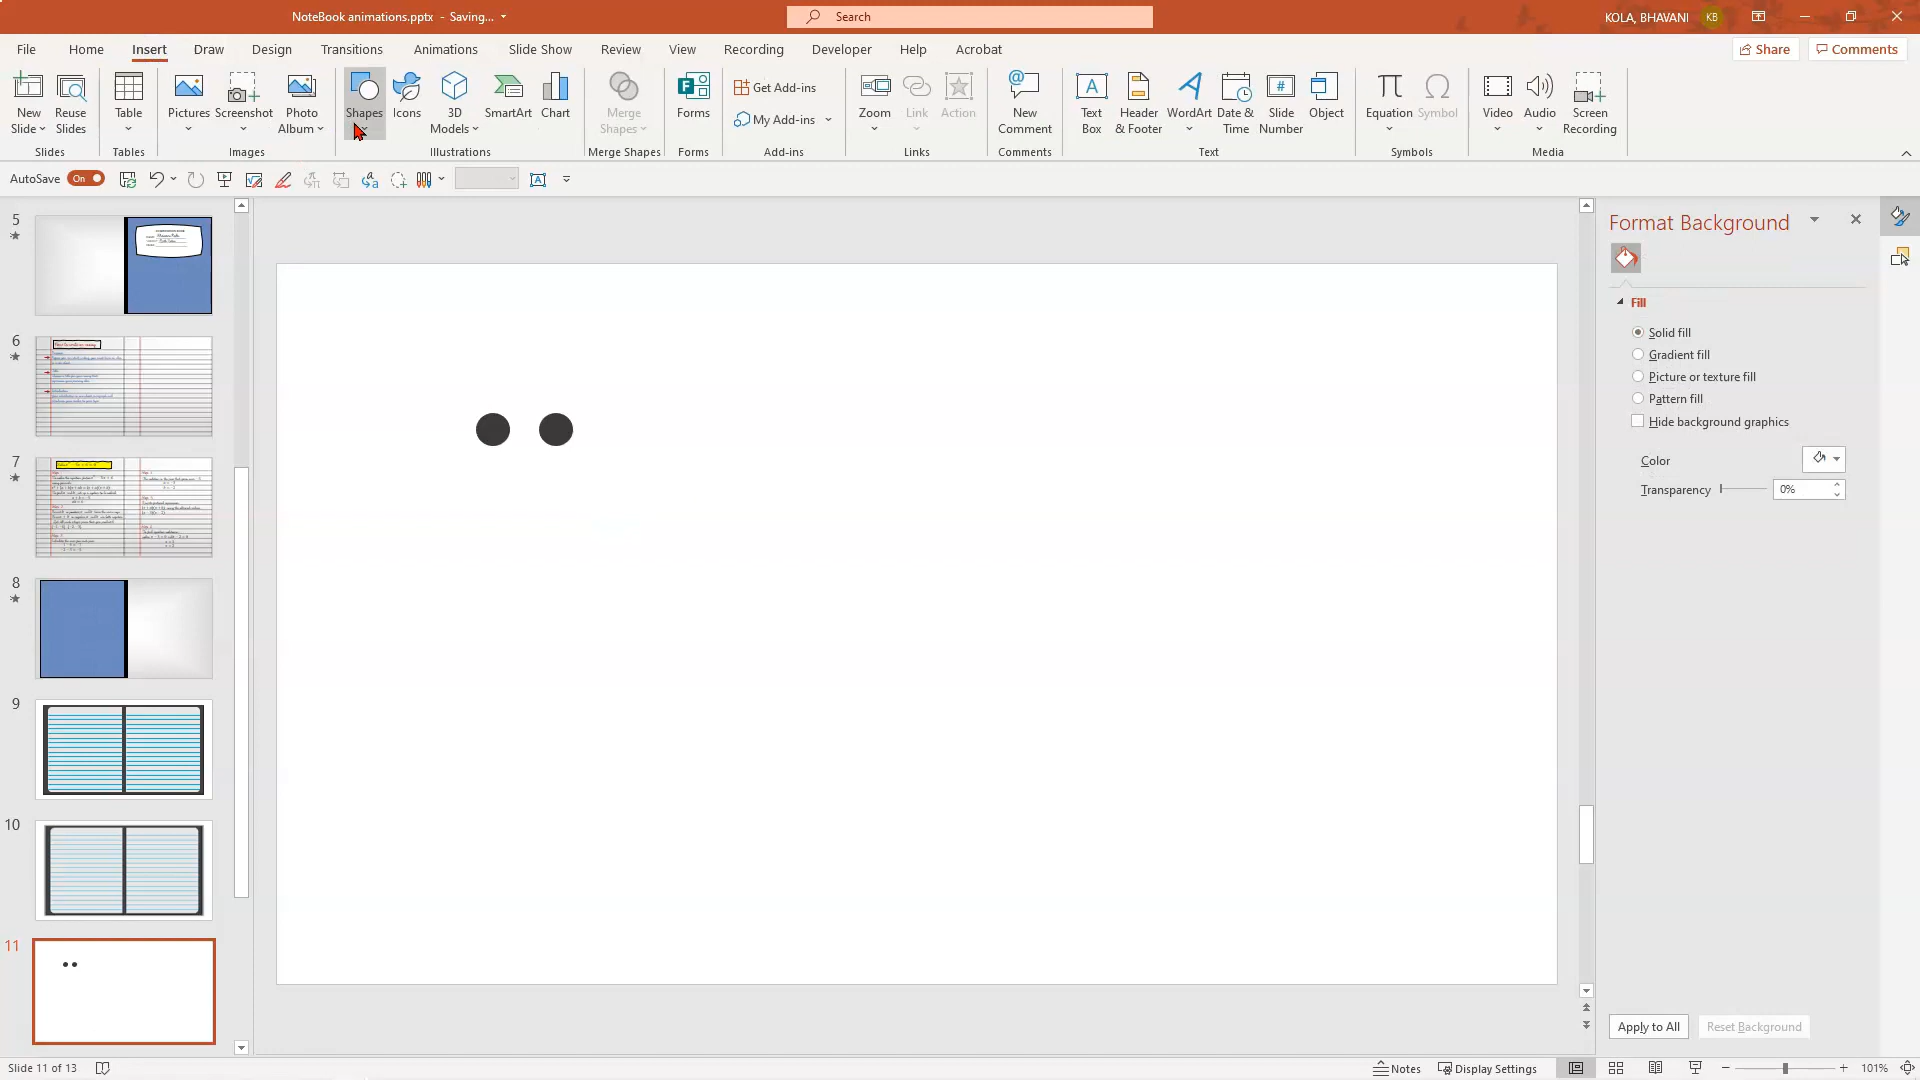 NoteBook animations.pptx - Saving...
Search
KOLA, BHAVANI
KB
File
Home
Insert
Draw
Design
Transitions
Animations
Slide Show
Review
View
Recording
Developer
Help
Acrobat
Share
Comments
New Slide
Reuse Slides
Table
Pictures
Screenshot
Photo Album
Shapes
Icons
3D Models
SmartArt
Chart
Merge Shapes
Forms
Get Add-ins
My Add-ins
Zoom
Link
Action
New Comment
Text Box
Header & Footer
WordArt
Date & Time
Slide Number
Object
Equation
Symbol
Video
Audio
Screen Recording
Slides
Tables
Images
Illustrations
Merge Shapes
Forms
Add-ins
Links
Comments
Text
Symbols
Media
AutoSave
On
5
6
7
8
9
10
11
Format Background
Fill
Solid fill
Gradient fill
Picture or texture fill
Pattern fill
Hide background graphics
Color
Transparency
0%
Apply to All
Reset Background
Slide 11 of 13
Notes
Display Settings
101%